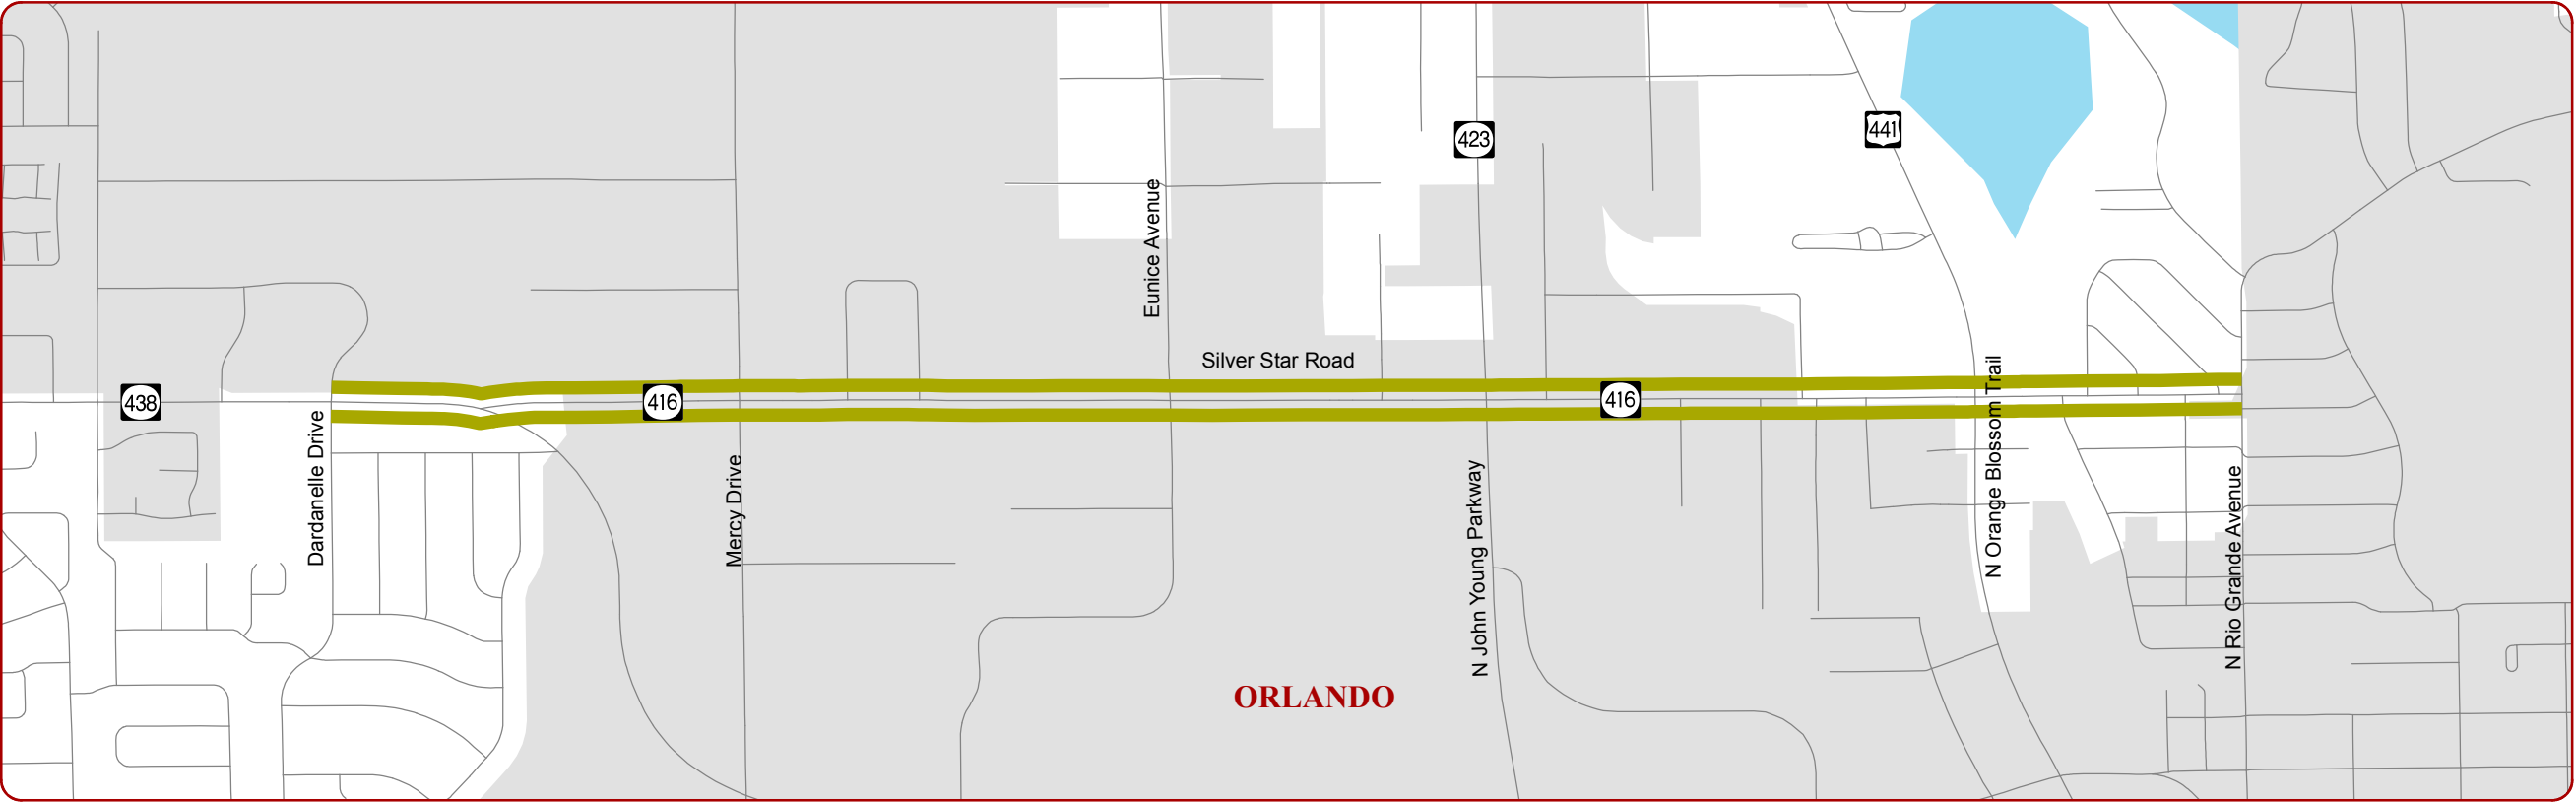 441
423
Eunice Avenue
Silver Star Road
438
416
416
Dardanelle Drive
Mercy Drive
N John Young Parkway
N Orange Blossom Trail
N Rio Grande Avenue
ORLANDO